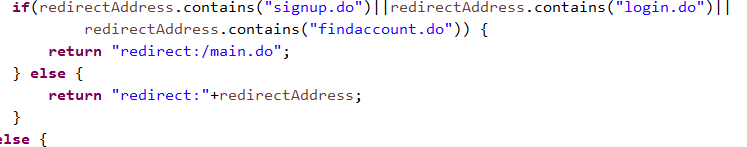 if(redirectAddress.contains("signup.do")||redirectAddress.contains("login.do")||
redirectAddress.contains("findaccount.do")) {
return "redirect:/main.do";
} else {
return "redirect:"+redirectAddress;
}
else {